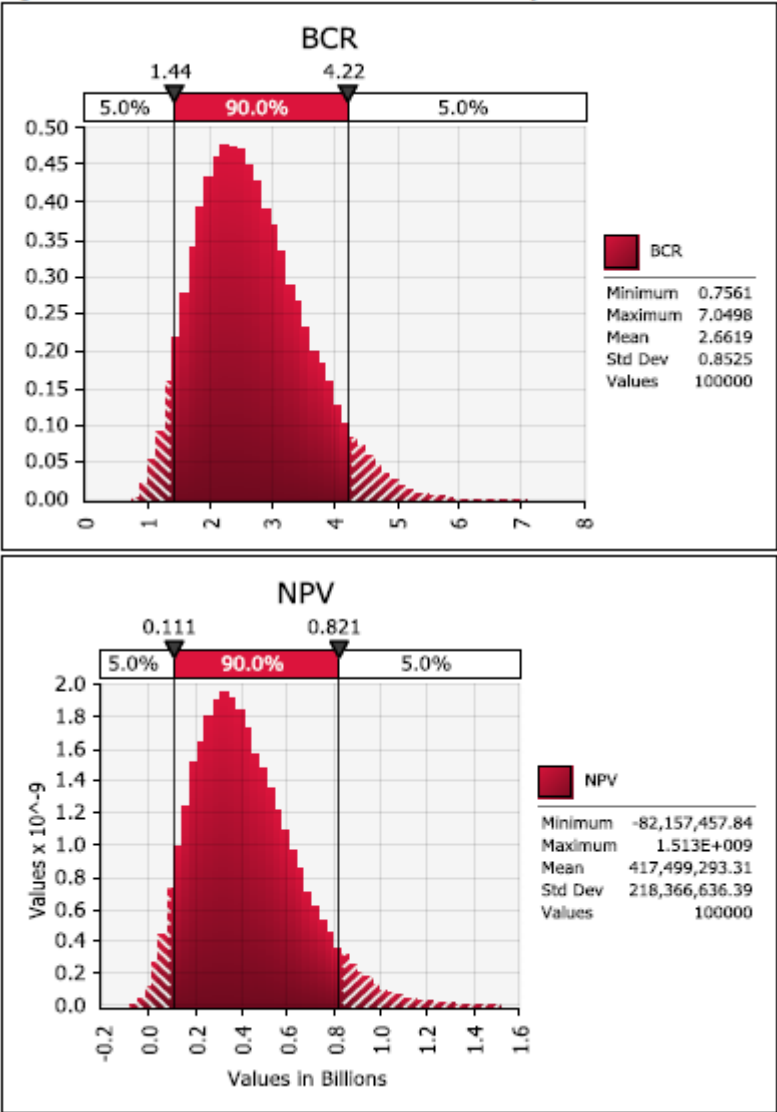 BCR
1.44 4.22
5.0% 90.0% 5.0%
0.50
0.45
0.40
0.35
0.30
0.25
0.20
0.15
0.10
0.05
0.00
0 1 2 3 4 5 6 7 8
BCR
Minimum 0.7561
Maximum 7.0498
Mean 2.6619
Std Dev 0.8525
Values 100000
NPV
0.111 0.821
5.0% 90.0% 5.0%
Values x 10^-9
2.0
1.8
1.6
1.4
1.2
1.0
0.8
0.6
0.4
0.2
0.0
-0.2 0.0 0.2 0.4 0.6 0.8 1.0 1.2 1.4 1.6
Values in Billions
NPV
Minimum -82,157,457.84
Maximum 1.513E+009
Mean 417,499,293.31
Std Dev 218,366,636.39
Values 100000